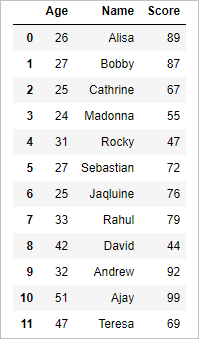 Age Name Score
0 26 Alisa 89
1 27 Bobby 87
2 25 Cathrine 67
3 24 Madonna 55
4 31 Rocky 47
5 27 Sebastian 72
6 25 Jaqluine 76
7 33 Rahul 79
8 42 David 44
9 32 Andrew 92
10 51 Ajay 99
11 47 Teresa 69